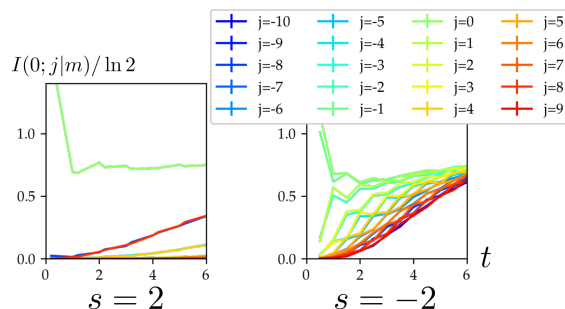 j=-10 j=-5 j=0 j=5
j=-9 j=-4 j=1 j=6
j=-8 j=-3 j=2 j=7
j=-7 j=-2 j=3 j=8
j=-6 j=-1 j=4 j=9
I(0; j|m)/ ln 2
1.0 1.0
0.5 0.5
0.0 0.0
0 2 4 6 0 2 4 6 t
s = 2 s = −2